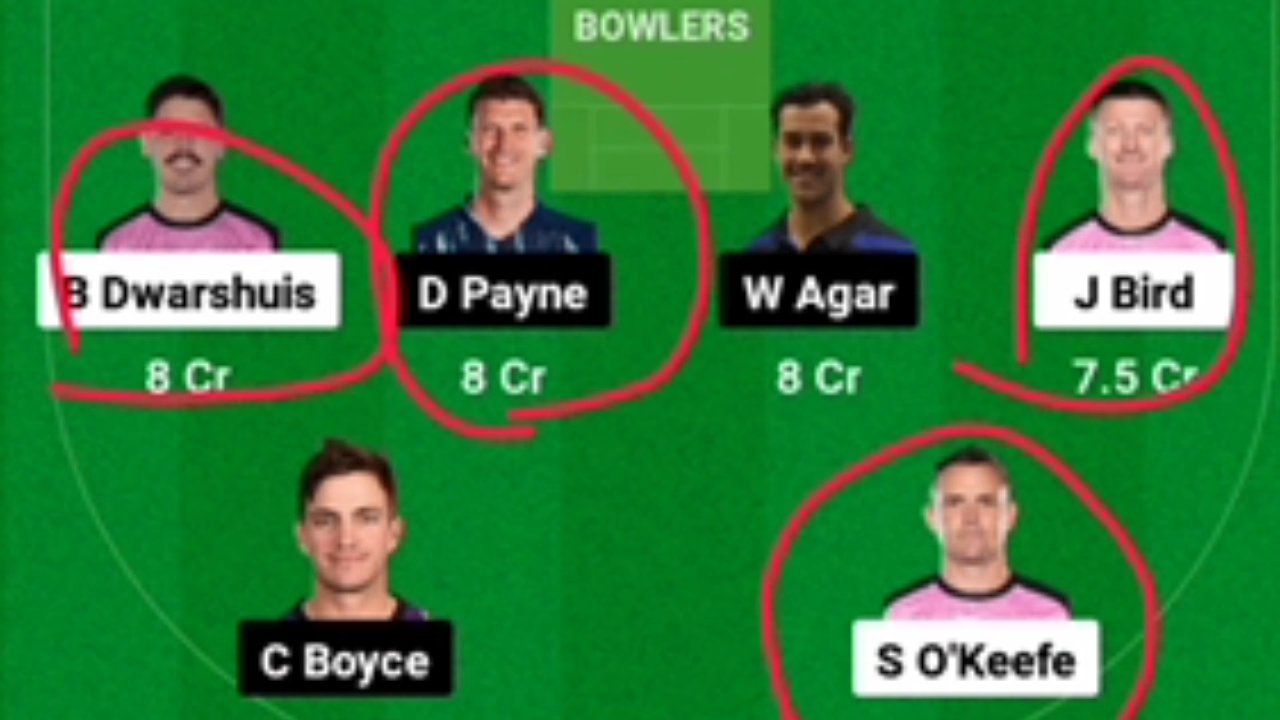 BOWLERS
B Dwarshuis
D Payne
W Agar
J Bird
8 Cr
8 Cr
8 Cr
7.5 Cr
C Boyce
S O'Keefe